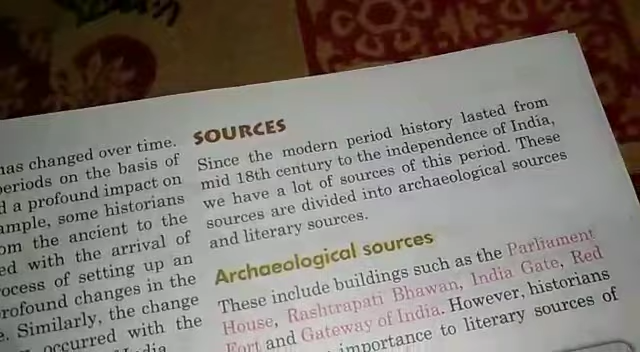 has changed over time.
periods on the basis of
a profound impact on
some historians
from the ancient to the
with the arrival of
process of setting up an
profound changes in the
Similarly, the change
occurred with the
SOURCES
Since the modern period history lasted from
mid 18th century to the independence of India,
we have a lot of sources of this period. These
sources are divided into archaeological sources
and literary sources.
Archaeological sources
These include buildings such as the Parliament
House, Rashtrapati Bhawan, India Gate, Red
Fort and Gateway of India. However, historians
importance to literary sources of